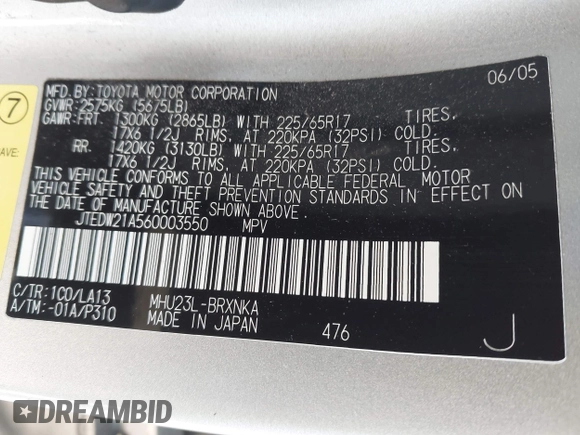 06/05
MFD.BY:TOYOTA MOTOR CORPORATION
GVWR:2575KG (5675LB)
GAWR:FRT. 1300KG (2865LB) WITH 225/65R17 TIRES,
17X6 1/2J RIMS, AT 220KPA (32PSI) COLD.
RR. 1420KG (3130LB) WITH 225/65R17 TIRES,
17X6 1/2J RIMS, AT 220KPA (32PSI) COLD.
THIS VEHICLE CONFORMS TO ALL APPLICABLE FEDERAL MOTOR
VEHICLE SAFETY AND THEFT PREVENTION STANDARDS IN EFFECT ON
THE DATE OF MANUFACTURE SHOWN ABOVE.
JTEDW21A560003550 MPV
C/TR:1C0/LA13 MHU23L-BRXNKA
A/TM:-01A/P310 MADE IN JAPAN 476 J
7
AVE:
DREAMBID